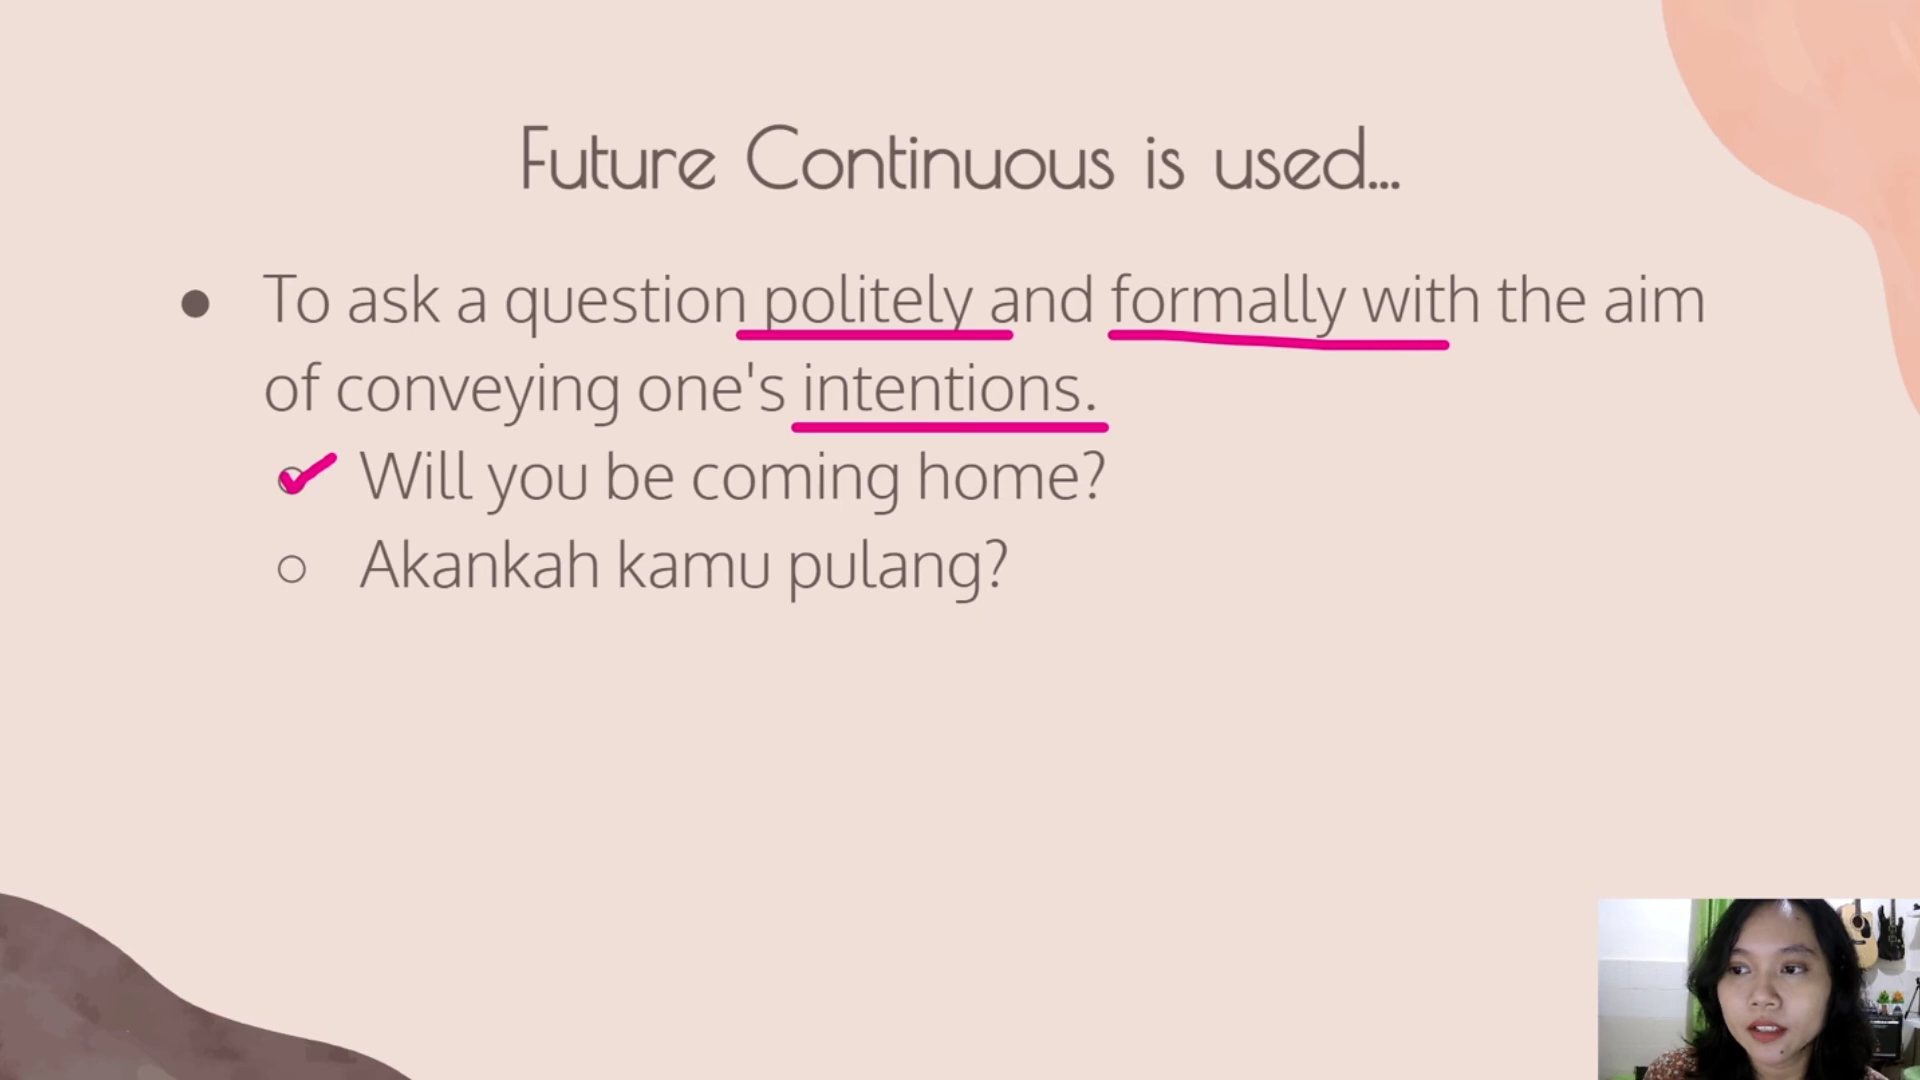 Future Continuous is used...
To ask a question politely and formally with the aim
of conveying one's intentions.
Will you be coming home?
Akankah kamu pulang?